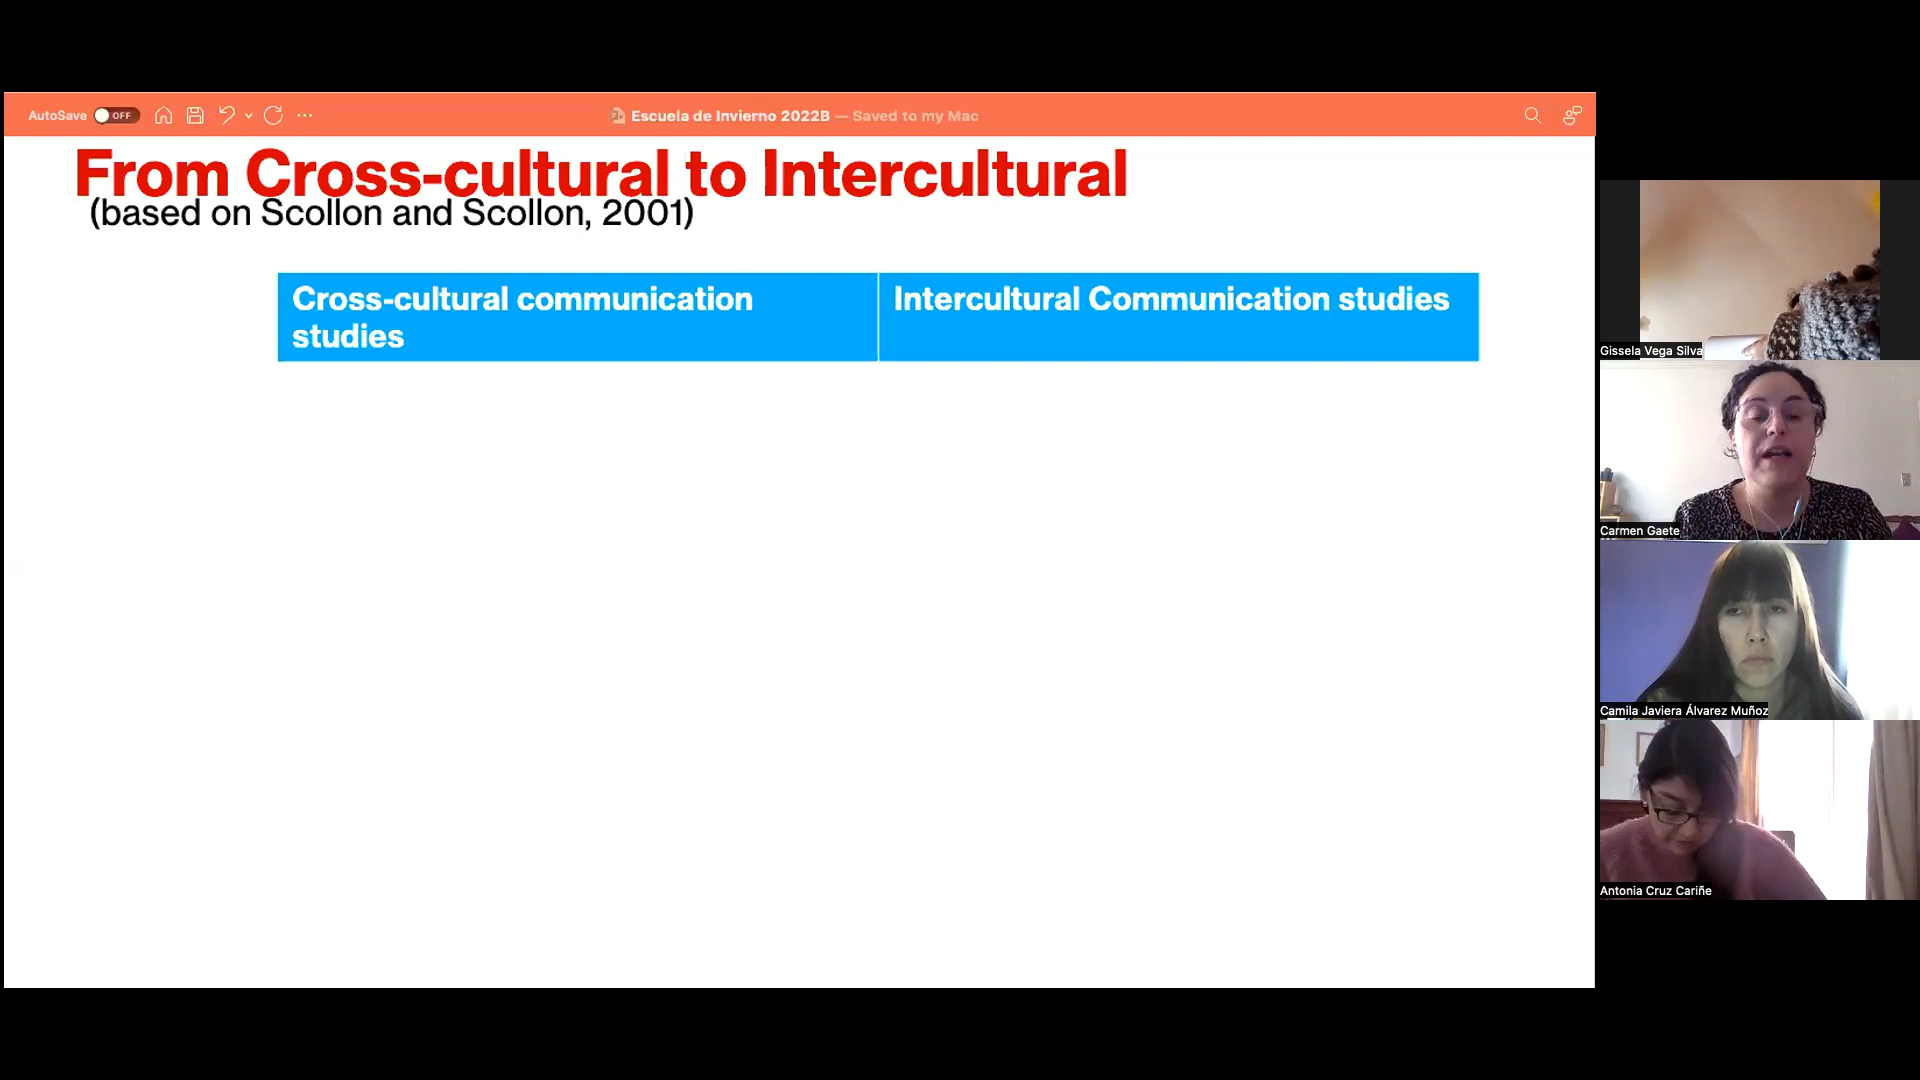 AutoSave OFF
Escuela de Invierno 2022B — Saved to my Mac
From Cross-cultural to Intercultural
(based on Scollon and Scollon, 2001)
Cross-cultural communication
studies
Intercultural Communication studies
Gissela Vega Silva
Carmen Gaete
Camila Javiera Álvarez Muñoz
Antonia Cruz Cariñe